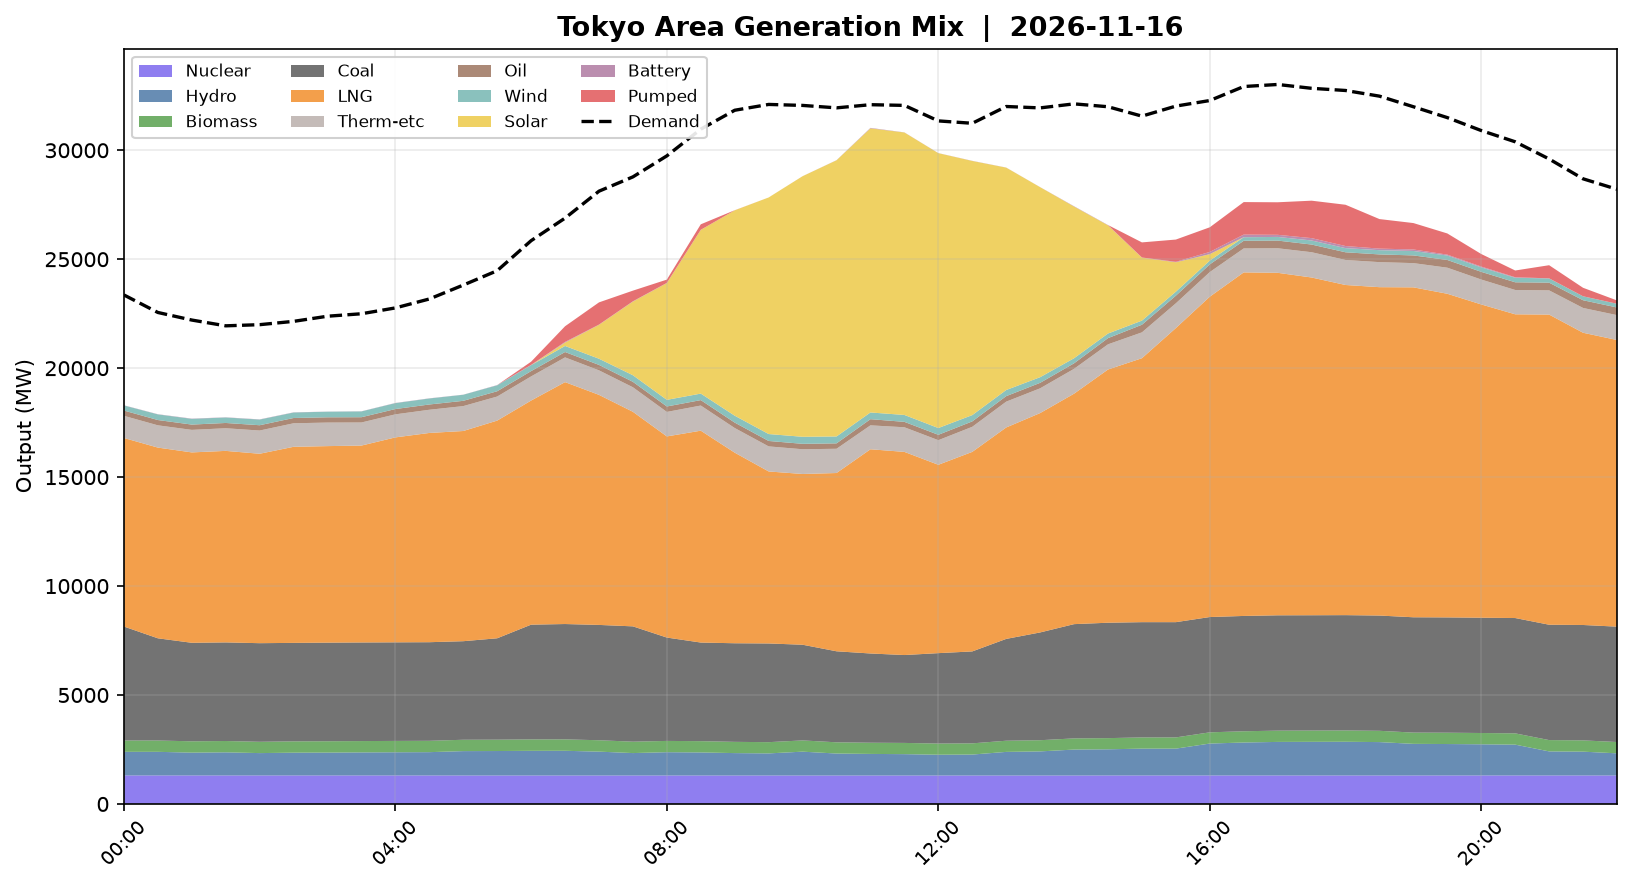 Tokyo Area Generation Mix | 2026-11-16
Nuclear
Hydro
Biomass
Coal
LNG
Therm-etc
Oil
Wind
Solar
Battery
Pumped
Demand
Output (MW)
30000
25000
20000
15000
10000
5000
0
00:00
04:00
08:00
12:00
16:00
20:00